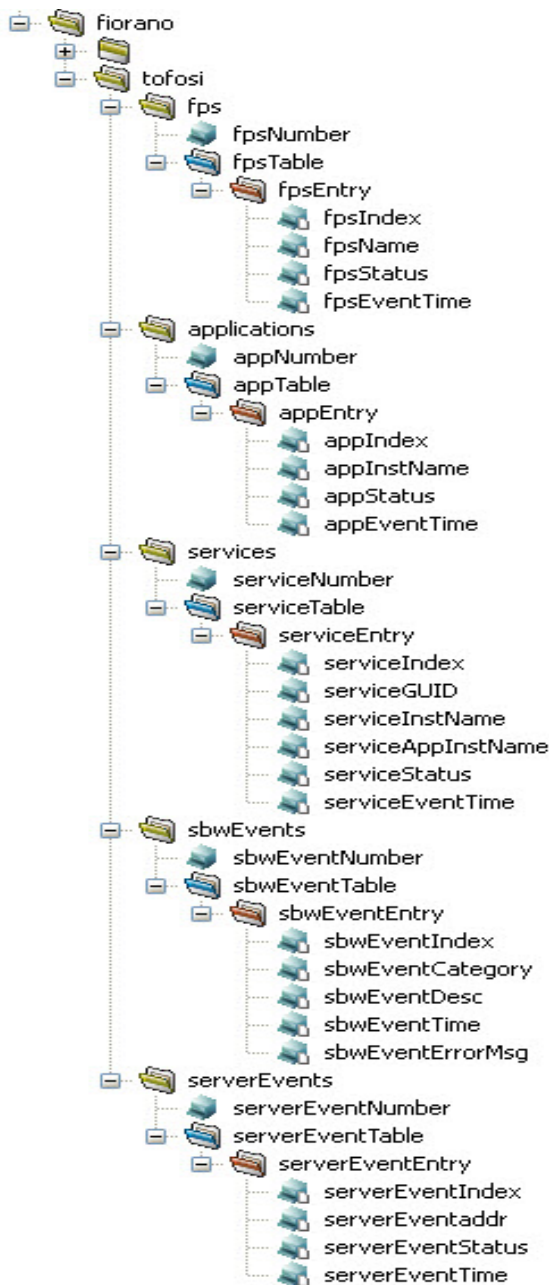 fiorano
tofosi
fps
fpsNumber
fpsTable
fpsEntry
fpsIndex
fpsName
fpsStatus
fpsEventTime
applications
appNumber
appTable
appEntry
appIndex
appInstName
appStatus
appEventTime
services
serviceNumber
serviceTable
serviceEntry
serviceIndex
serviceGUID
serviceInstName
serviceAppInstName
serviceStatus
serviceEventTime
sbwEvents
sbwEventNumber
sbwEventTable
sbwEventEntry
sbwEventIndex
sbwEventCategory
sbwEventDesc
sbwEventTime
sbwEventErrorMsg
serverEvents
serverEventNumber
serverEventTable
serverEventEntry
serverEventIndex
serverEventaddr
serverEventStatus
serverEventTime